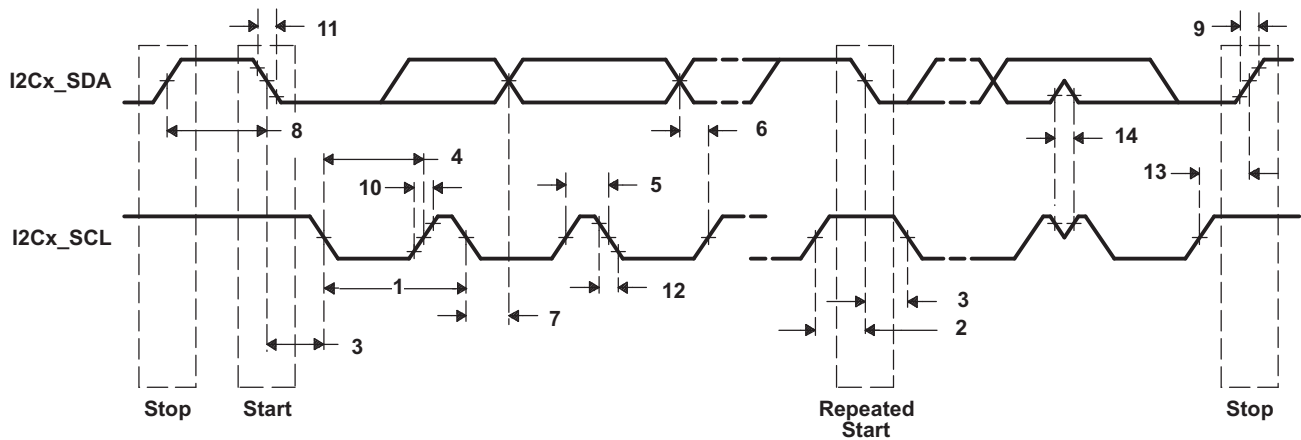 11
9
I2Cx_SDA
8
6
4
14
10
5
13
I2Cx_SCL
1
12
7
3
3
2
Stop
Start
Repeated
Start
Stop